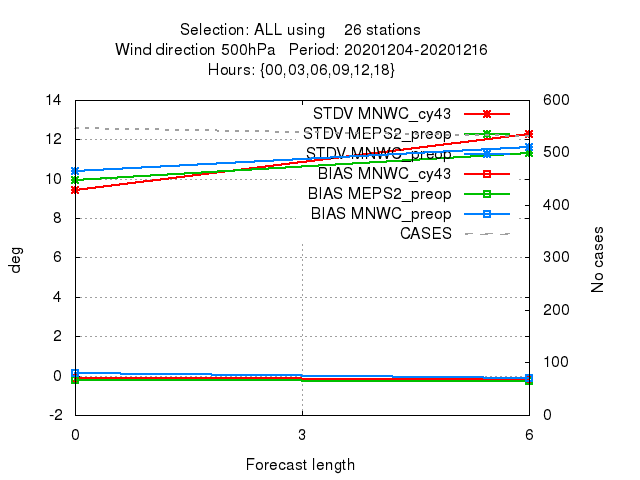 Selection: ALL using 26 stations
Wind direction 500hPa Period: 20201204-20201216
Hours: {00,03,06,09,12,18}
14 600
STDV MNWC_cy43
12 STDV MEPS2_preop
500
STDV MNWC_preop
10 BIAS MNWC_cy43
BIAS MEPS2_preop
400
8 BIAS MNWC_preop
CASES
6
300
4
200
2
100
0
-2 0
0 3 6
deg
No cases
Forecast length